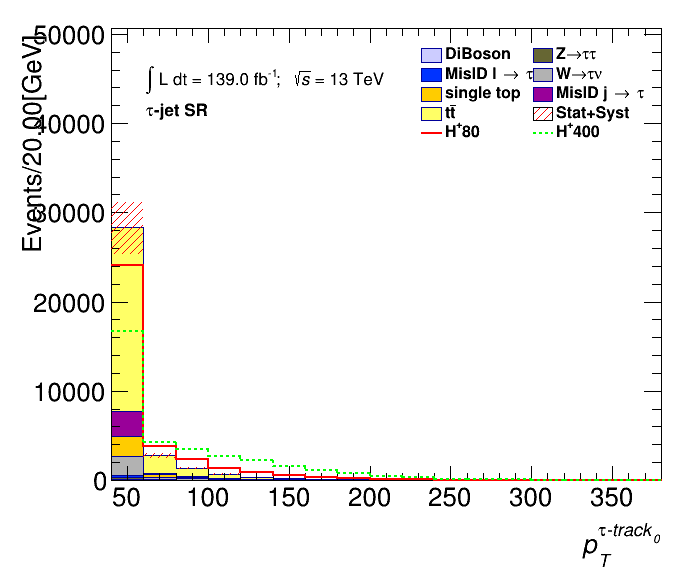 Events/20.00[GeV]
50000
40000
30000
20000
10000
0
50 100 150 200 250 300 350
∫ L dt = 139.0 fb⁻¹; √s = 13 TeV
τ-jet SR
DiBoson Z→ττ
MisID l → τ W→τν
single top MisID j → τ
tt̄ Stat+Syst
H⁺80 H⁺400
p_T^{τ-track₀}